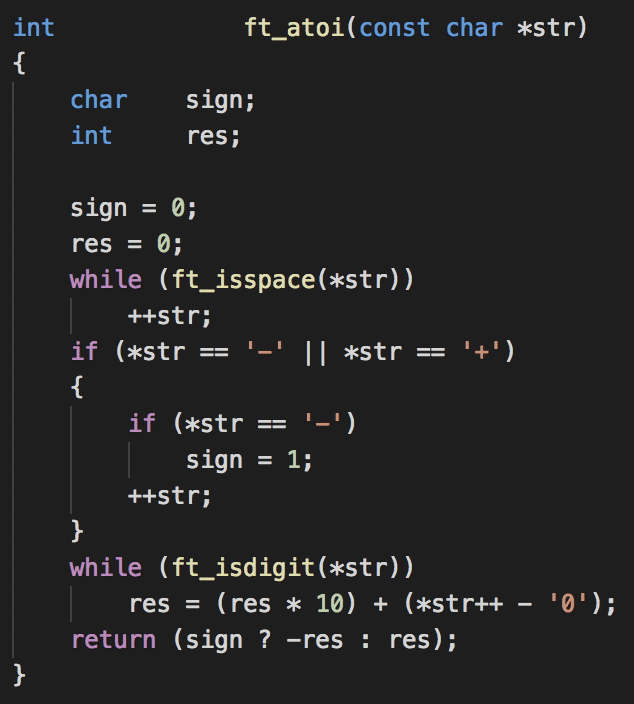 int             ft_atoi(const char *str)
{
    char    sign;
    int     res;

    sign = 0;
    res = 0;
    while (ft_isspace(*str))
        ++str;
    if (*str == '-' || *str == '+')
    {
        if (*str == '-')
            sign = 1;
        ++str;
    }
    while (ft_isdigit(*str))
        res = (res * 10) + (*str++ - '0');
    return (sign ? -res : res);
}